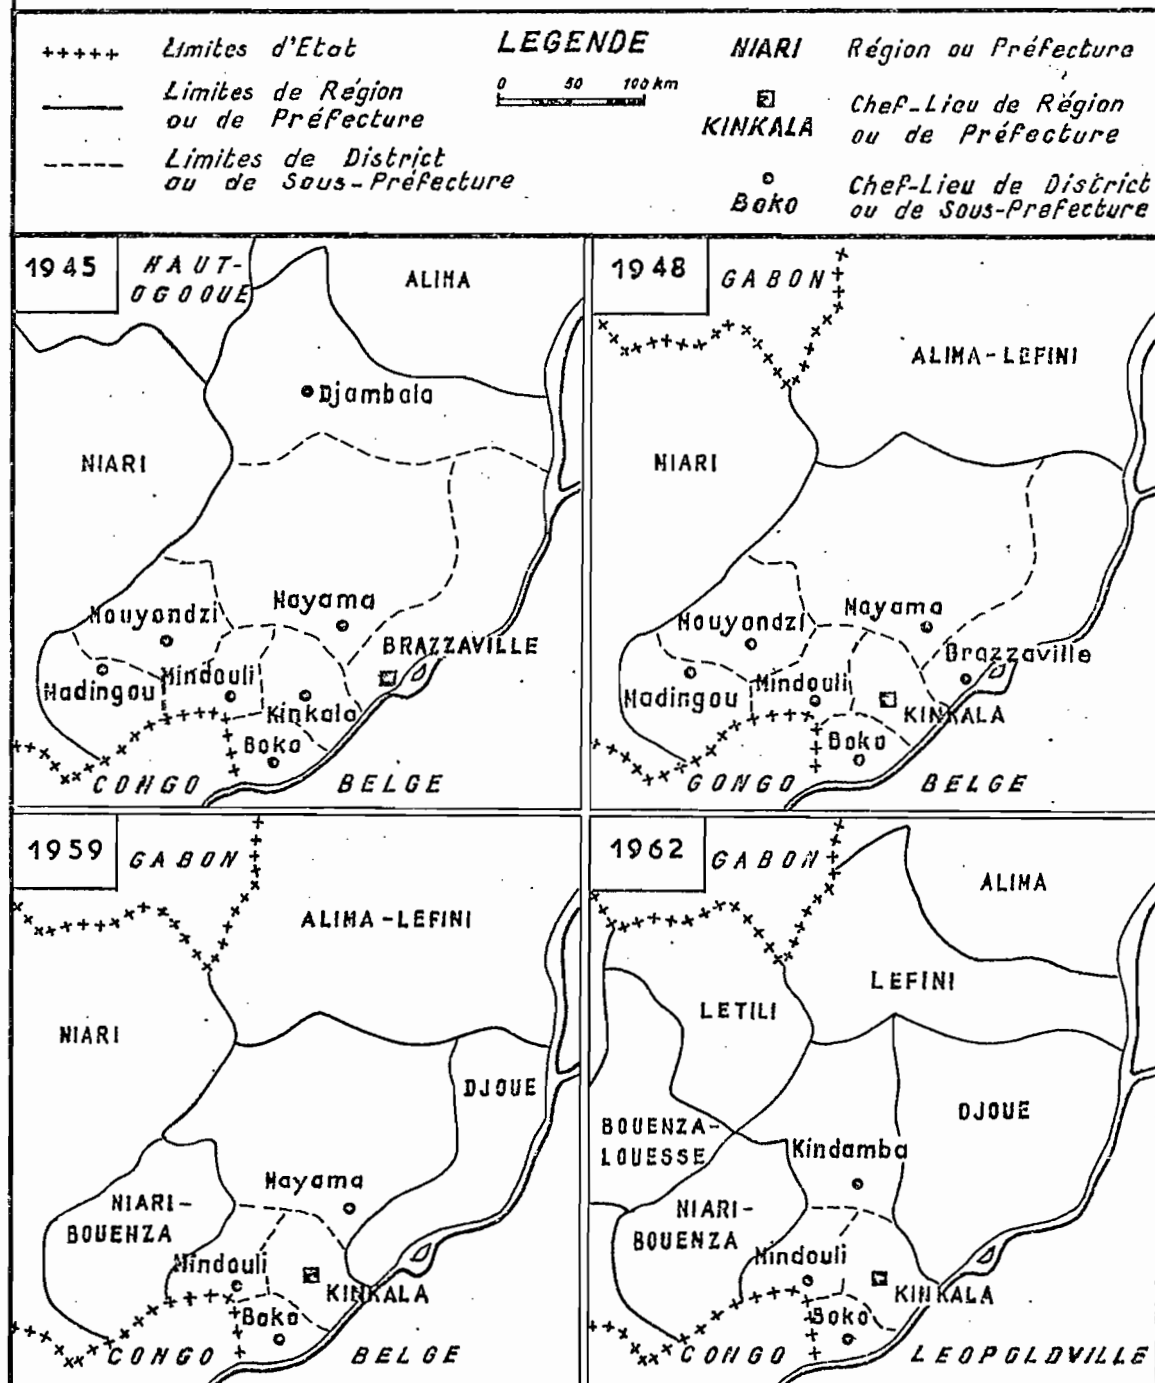 LEGENDE
+++++ Limites d'Etat
Limites de Région
ou de Préfecture
Limites de District
ou de Sous-Préfecture
0 50 100 km
NIARI Région ou Préfecture
KINKALA
Chef-Lieu de Région
ou de Préfecture
Boko
Chef-Lieu de District
ou de Sous-Prefecture
1945
HAUT-
OGOOUE
ALIMA
Djambala
NIARI
Mayama
Mouyondzi
BRAZZAVILLE
Madingou
Mindouli
Kinkala
Boko
CONGO BELGE
1948
GABON
ALIMA-LEFINI
NIARI
Mayama
Mouyondzi
Brazzaville
Madingou
Mindouli
KINKALA
Boko
GONGO BELGE
1959
GABON
ALIMA-LEFINI
NIARI
DJOUE
Mayama
NIARI-
BOUENZA
Mindouli
KINKALA
Boko
CONGO BELGE
1962
GABON
ALIMA
LEFINI
LETILI
DJOUE
BOUENZA-
LOUESSE
Kindamba
NIARI-
BOUENZA
Mindouli
KINKALA
Boko
CONGO LEOPOLDVILLE